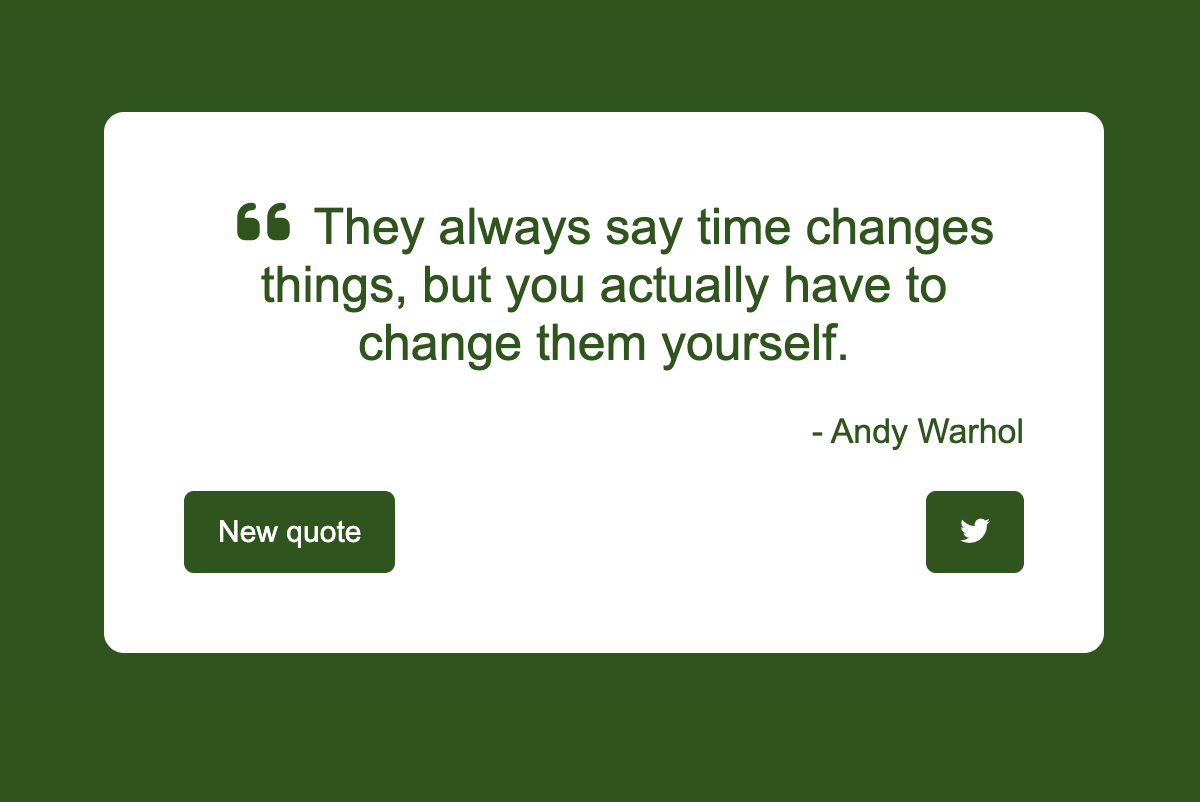 “ They always say time changes
things, but you actually have to
change them yourself.
- Andy Warhol
New quote